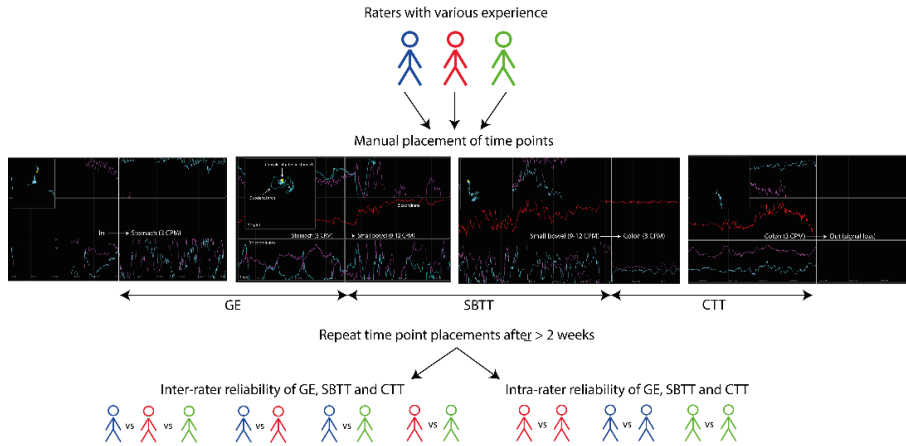 Raters with various experience
Manual placement of time points
In → Stomach (3 CPM)
Stomach (3 CPM) → Small bowel (9-12 CPM)
Small bowel (9-12 CPM) → Colon (3 CPM)
Colon (3 CPM) → Out (signal loss)
GE
SBTT
CTT
Repeat time point placements after > 2 weeks
Inter-rater reliability of GE, SBTT and CTT
Intra-rater reliability of GE, SBTT and CTT
vs vs
vs
vs
vs
vs
vs
vs